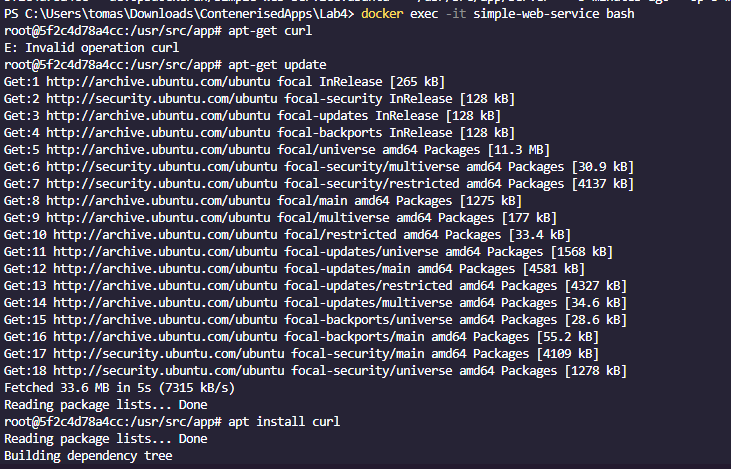 PS C:\Users\tomas\Downloads\ContenerisedApps\Lab4> docker exec -it simple-web-service bash
root@5f2c4d78a4cc:/usr/src/app# apt-get curl
E: Invalid operation curl
root@5f2c4d78a4cc:/usr/src/app# apt-get update
Get:1 http://archive.ubuntu.com/ubuntu focal InRelease [265 kB]
Get:2 http://security.ubuntu.com/ubuntu focal-security InRelease [128 kB]
Get:3 http://archive.ubuntu.com/ubuntu focal-updates InRelease [128 kB]
Get:4 http://archive.ubuntu.com/ubuntu focal-backports InRelease [128 kB]
Get:5 http://archive.ubuntu.com/ubuntu focal/universe amd64 Packages [11.3 MB]
Get:6 http://security.ubuntu.com/ubuntu focal-security/multiverse amd64 Packages [30.9 kB]
Get:7 http://security.ubuntu.com/ubuntu focal-security/restricted amd64 Packages [4137 kB]
Get:8 http://archive.ubuntu.com/ubuntu focal/main amd64 Packages [1275 kB]
Get:9 http://archive.ubuntu.com/ubuntu focal/multiverse amd64 Packages [177 kB]
Get:10 http://archive.ubuntu.com/ubuntu focal/restricted amd64 Packages [33.4 kB]
Get:11 http://archive.ubuntu.com/ubuntu focal-updates/universe amd64 Packages [1568 kB]
Get:12 http://archive.ubuntu.com/ubuntu focal-updates/main amd64 Packages [4581 kB]
Get:13 http://archive.ubuntu.com/ubuntu focal-updates/restricted amd64 Packages [4327 kB]
Get:14 http://archive.ubuntu.com/ubuntu focal-updates/multiverse amd64 Packages [34.6 kB]
Get:15 http://archive.ubuntu.com/ubuntu focal-backports/universe amd64 Packages [28.6 kB]
Get:16 http://archive.ubuntu.com/ubuntu focal-backports/main amd64 Packages [55.2 kB]
Get:17 http://security.ubuntu.com/ubuntu focal-security/main amd64 Packages [4109 kB]
Get:18 http://security.ubuntu.com/ubuntu focal-security/universe amd64 Packages [1278 kB]
Fetched 33.6 MB in 5s (7315 kB/s)
Reading package lists... Done
root@5f2c4d78a4cc:/usr/src/app# apt install curl
Reading package lists... Done
Building dependency tree